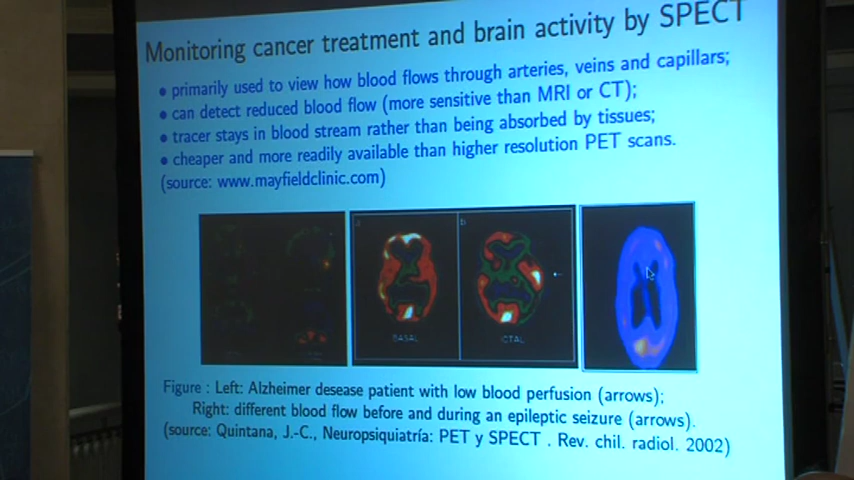 Monitoring cancer treatment and brain activity by SPECT
• primarily used to view how blood flows through arteries, veins and capillars;
• can detect reduced blood flow (more sensitive than MRI or CT);
• tracer stays in blood stream rather than being absorbed by tissues;
• cheaper and more readily available than higher resolution PET scans.
(source: www.mayfieldclinic.com)
BASAL
ICTAL
Figure : Left: Alzheimer desease patient with low blood perfusion (arrows);
Right: different blood flow before and during an epileptic seizure (arrows).
(source: Quintana, J.-C., Neuropsiquiatría: PET y SPECT . Rev. chil. radiol. 2002)